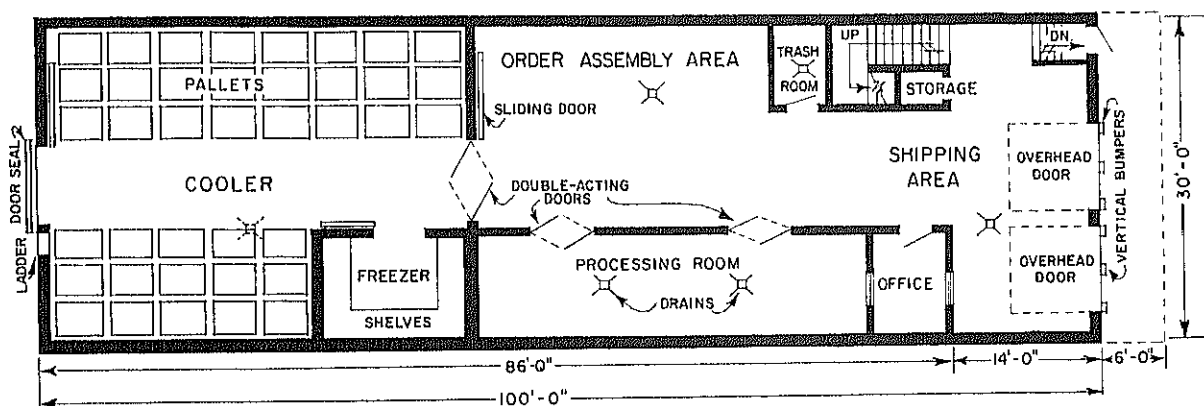 UP
DN
ORDER ASSEMBLY AREA
TRASH
ROOM
PALLETS
STORAGE
SLIDING DOOR
DOOR SEAL
COOLER
DOUBLE-ACTING
DOORS
SHIPPING
AREA
OVERHEAD
DOOR
VERTICAL BUMPERS
30'-0"
LADDER
FREEZER
SHELVES
PROCESSING ROOM
DRAINS
OFFICE
OVERHEAD
DOOR
86'-0"
14'-0"
6'-0"
100'-0"